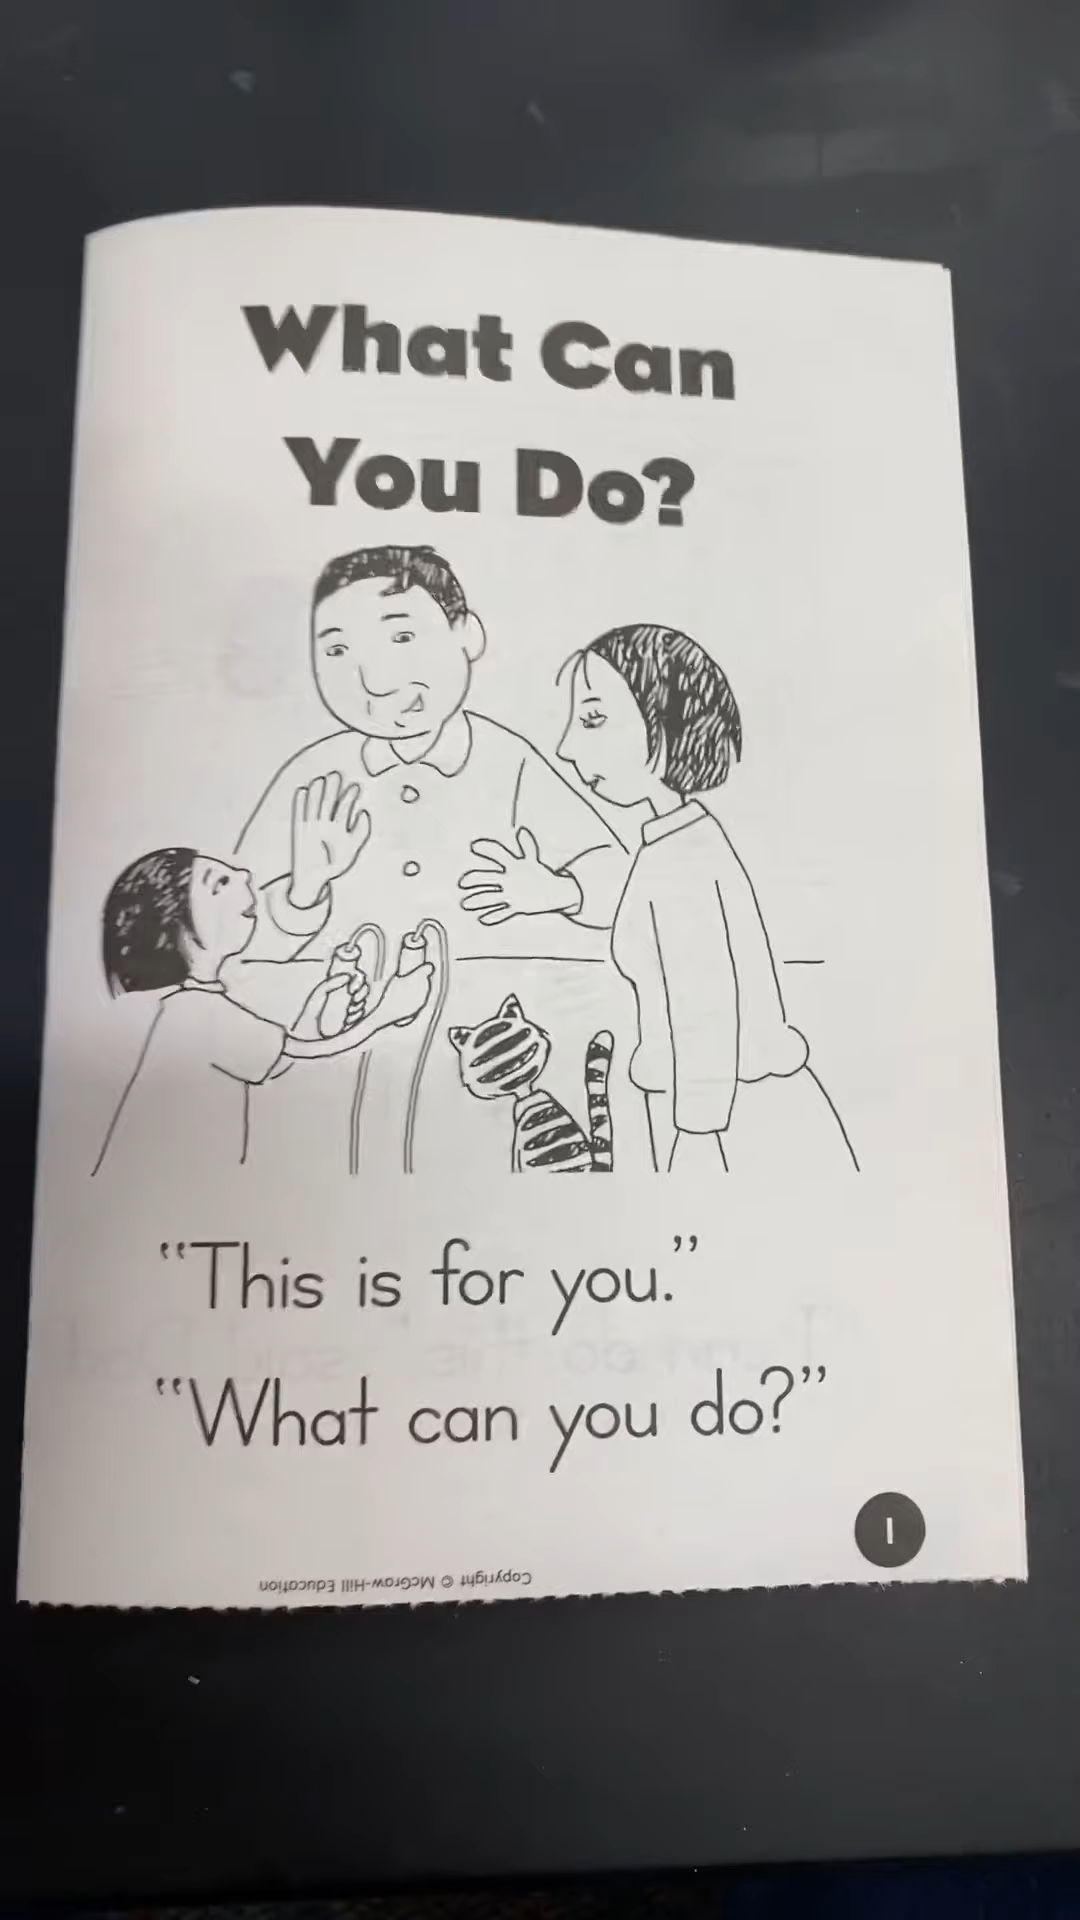 What Can
You Do?
“This is for you.”
“What can you do?”
1
Copyright © McGraw-Hill Education